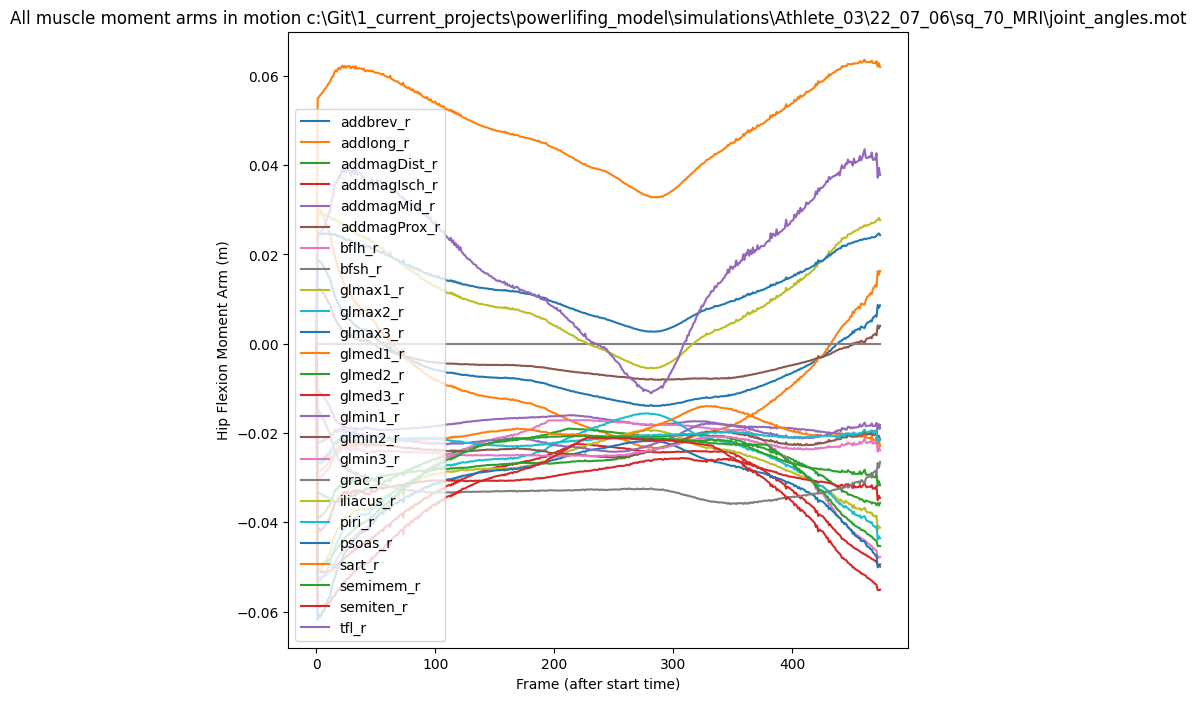 All muscle moment arms in motion c:\Git\1_current_projects\powerlifing_model\simulations\Athlete_03\22_07_06\sq_70_MRI\joint_angles.mot
0.06
0.04
0.02
0.00
−0.02
−0.04
−0.06
Hip Flexion Moment Arm (m)
addbrev_r
addlong_r
addmagDist_r
addmagIsch_r
addmagMid_r
addmagProx_r
bflh_r
bfsh_r
glmax1_r
glmax2_r
glmax3_r
glmed1_r
glmed2_r
glmed3_r
glmin1_r
glmin2_r
glmin3_r
grac_r
iliacus_r
piri_r
psoas_r
sart_r
semimem_r
semiten_r
tfl_r
0 100 200 300 400
Frame (after start time)